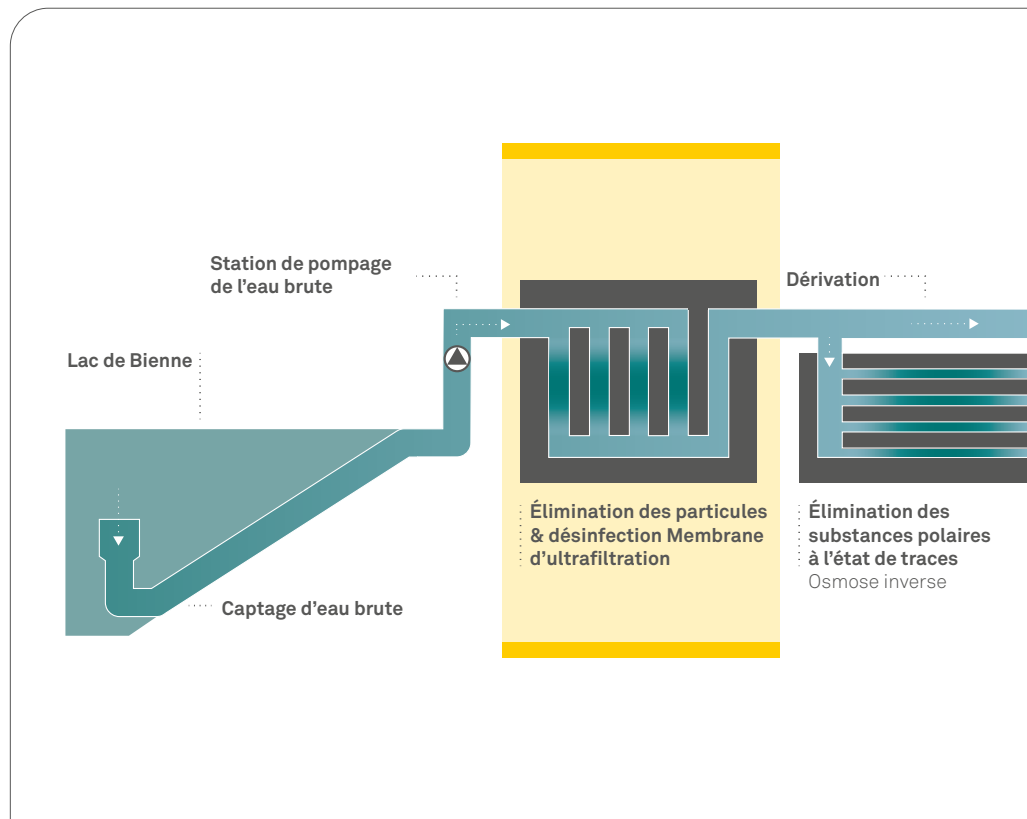 Station de pompage
de l’eau brute
Dérivation
Lac de Bienne
Élimination des particules
& désinfection Membrane
d’ultrafiltration
Élimination des
substances polaires
à l’état de traces
Osmose inverse
Captage d’eau brute